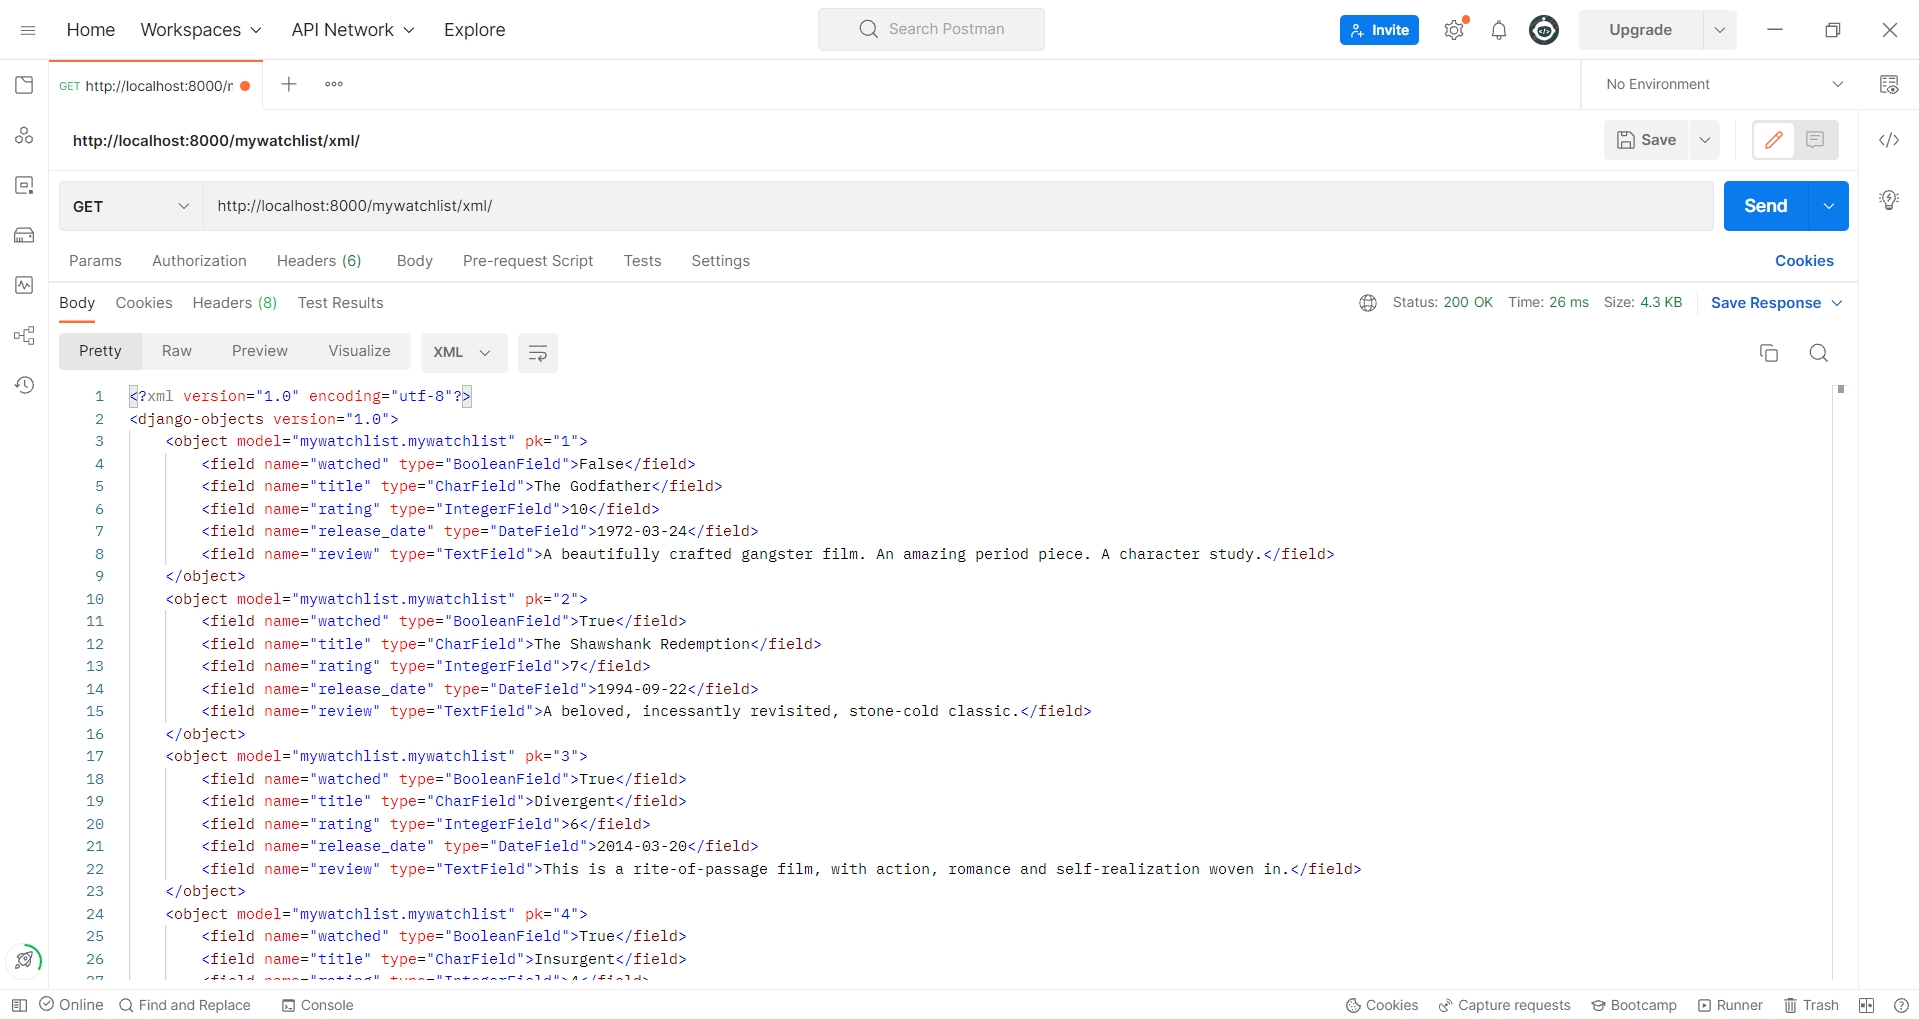 Home Workspaces API Network Explore Search Postman Invite Upgrade
GET http://localhost:8000/ No Environment
http://localhost:8000/mywatchlist/xml/ Save
GET http://localhost:8000/mywatchlist/xml/ Send
Params Authorization Headers (6) Body Pre-request Script Tests Settings Cookies
Body Cookies Headers (8) Test Results Status: 200 OK Time: 26 ms Size: 4.3 KB Save Response
Pretty Raw Preview Visualize XML
1 <?xml version="1.0" encoding="utf-8"?>
2 <django-objects version="1.0">
3 <object model="mywatchlist.mywatchlist" pk="1">
4 <field name="watched" type="BooleanField">False</field>
5 <field name="title" type="CharField">The Godfather</field>
6 <field name="rating" type="IntegerField">10</field>
7 <field name="release_date" type="DateField">1972-03-24</field>
8 <field name="review" type="TextField">A beautifully crafted gangster film. An amazing period piece. A character study.</field>
9 </object>
10 <object model="mywatchlist.mywatchlist" pk="2">
11 <field name="watched" type="BooleanField">True</field>
12 <field name="title" type="CharField">The Shawshank Redemption</field>
13 <field name="rating" type="IntegerField">7</field>
14 <field name="release_date" type="DateField">1994-09-22</field>
15 <field name="review" type="TextField">A beloved, incessantly revisited, stone-cold classic.</field>
16 </object>
17 <object model="mywatchlist.mywatchlist" pk="3">
18 <field name="watched" type="BooleanField">True</field>
19 <field name="title" type="CharField">Divergent</field>
20 <field name="rating" type="IntegerField">6</field>
21 <field name="release_date" type="DateField">2014-03-20</field>
22 <field name="review" type="TextField">This is a rite-of-passage film, with action, romance and self-realization woven in.</field>
23 </object>
24 <object model="mywatchlist.mywatchlist" pk="4">
25 <field name="watched" type="BooleanField">True</field>
26 <field name="title" type="CharField">Insurgent</field>
Online Find and Replace Console Cookies Capture requests Bootcamp Runner Trash